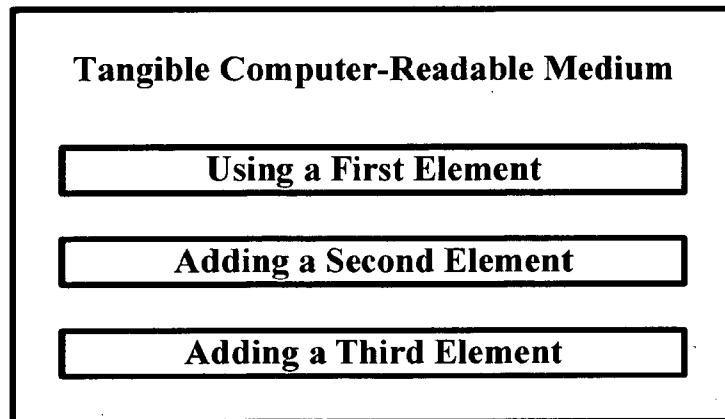 Tangible Computer-Readable Medium
Using a First Element
Adding a Second Element
Adding a Third Element